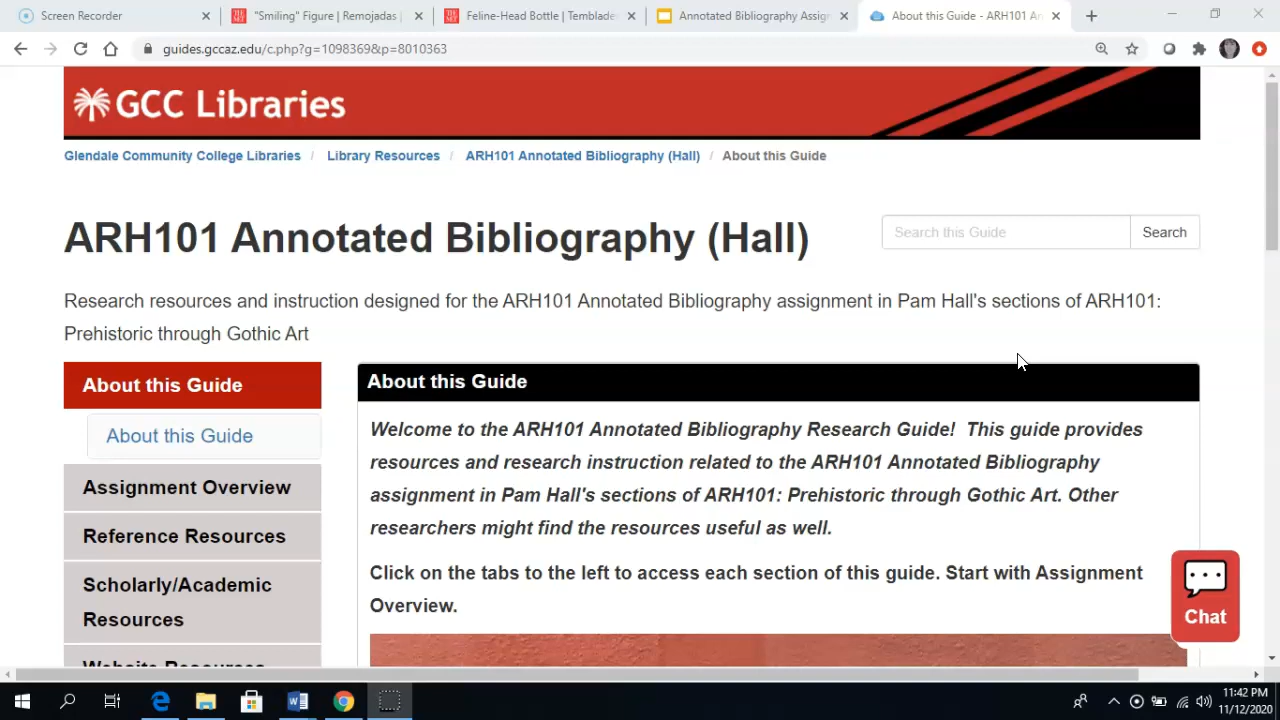 Screen Recorder
"Smiling" Figure | Remojadas |
Feline-Head Bottle | Temblade
Annotated Bibliography Assig
About this Guide - ARH101 An
guides.gccaz.edu/c.php?g=1098369&p=8010363
GCC Libraries
Glendale Community College Libraries / Library Resources / ARH101 Annotated Bibliography (Hall) / About this Guide
ARH101 Annotated Bibliography (Hall)
Search this Guide
Search
Research resources and instruction designed for the ARH101 Annotated Bibliography assignment in Pam Hall's sections of ARH101:
Prehistoric through Gothic Art
About this Guide
About this Guide
Assignment Overview
Reference Resources
Scholarly/Academic
Resources
Website Resources
About this Guide
Welcome to the ARH101 Annotated Bibliography Research Guide! This guide provides
resources and research instruction related to the ARH101 Annotated Bibliography
assignment in Pam Hall's sections of ARH101: Prehistoric through Gothic Art. Other
researchers might find the resources useful as well.
Click on the tabs to the left to access each section of this guide. Start with Assignment
Overview.
Chat
11:42 PM
11/12/2020